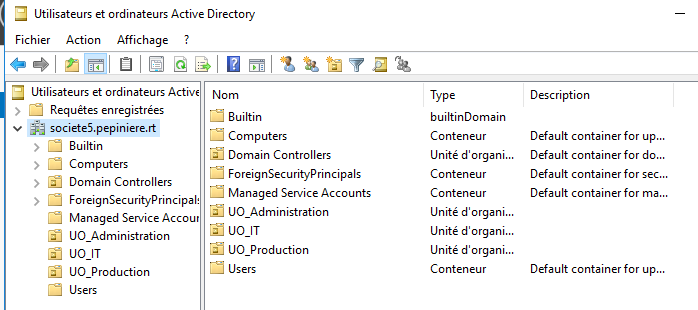 Utilisateurs et ordinateurs Active Directory
Fichier Action Affichage ?
Utilisateurs et ordinateurs Active
Requêtes enregistrées
societe5.pepiniere.rt
Builtin
Computers
Domain Controllers
ForeignSecurityPrincipals
Managed Service Accoun
UO_Administration
UO_IT
UO_Production
Users
Nom Type Description
Builtin builtinDomain
Computers Conteneur Default container for up...
Domain Controllers Unité d'organi... Default container for do...
ForeignSecurityPrincipals Conteneur Default container for sec...
Managed Service Accounts Conteneur Default container for ma...
UO_Administration Unité d'organi...
UO_IT Unité d'organi...
UO_Production Unité d'organi...
Users Conteneur Default container for up...